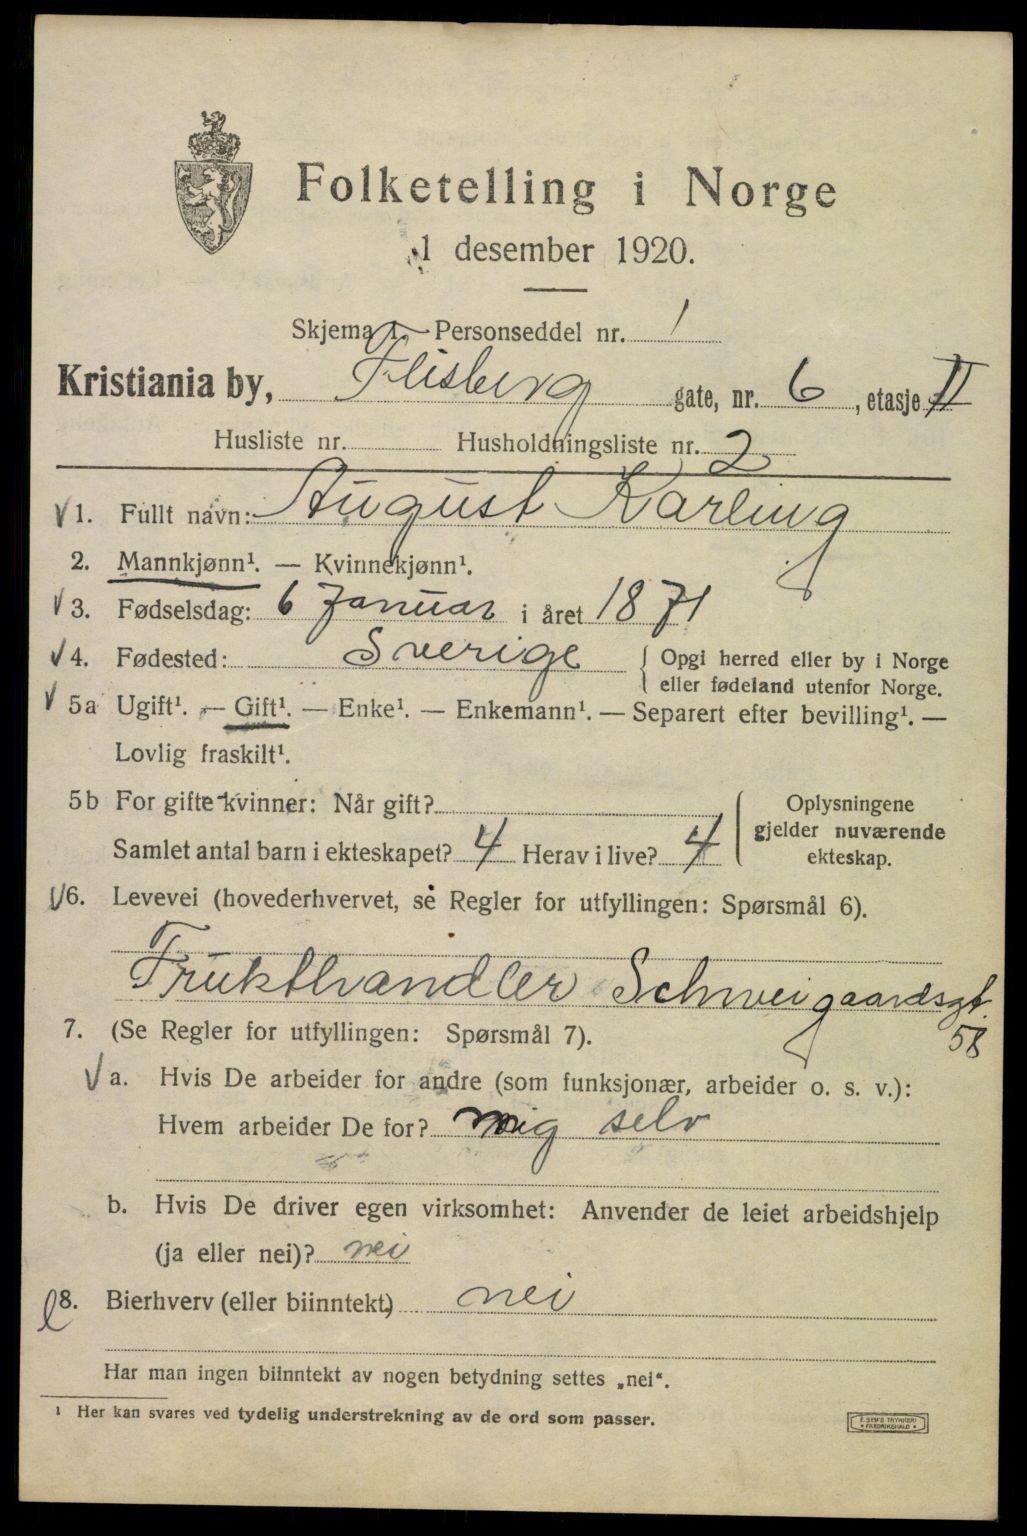 Folketelling i Norge
1 desember 1920.
Skjema 1. — Personseddel nr. 1
Kristiania by, Flisberg gate, nr. 6, etasje II
Husliste nr. Husholdningsliste nr. 2
1. Fullt navn: August Karling
2. Mannkjønn¹. — Kvinnekjønn¹.
3. Fødselsdag: 6 Januar i året 1871
4. Fødested: Sverige { Opgi herred eller by i Norge
eller fødeland utenfor Norge.
5a Ugift¹. — Gift¹. — Enke¹. — Enkemann¹. — Separert efter bevilling¹. —
Lovlig fraskilt¹.
5b For gifte kvinner: Når gift?
Samlet antal barn i ekteskapet? 4 Herav i live? 4
Oplysningene
gjelder nuværende
ekteskap.
6. Levevei (hovederhvervet, se Regler for utfyllingen: Spørsmål 6).
Frukthandler Schweigaardsgt.
58
7. (Se Regler for utfyllingen: Spørsmål 7).
a. Hvis De arbeider for andre (som funksjonær, arbeider o. s. v.):
Hvem arbeider De for? mig selv
b. Hvis De driver egen virksomhet: Anvender de leiet arbeidshjelp
(ja eller nei)? nei
8. Bierhverv (eller biinntekt) nei
Har man ingen biinntekt av nogen betydning settes „nei“.
¹ Her kan svares ved tydelig understrekning av de ord som passer.
E. SEM'S TRYKKERI
FREDRIKSHALD